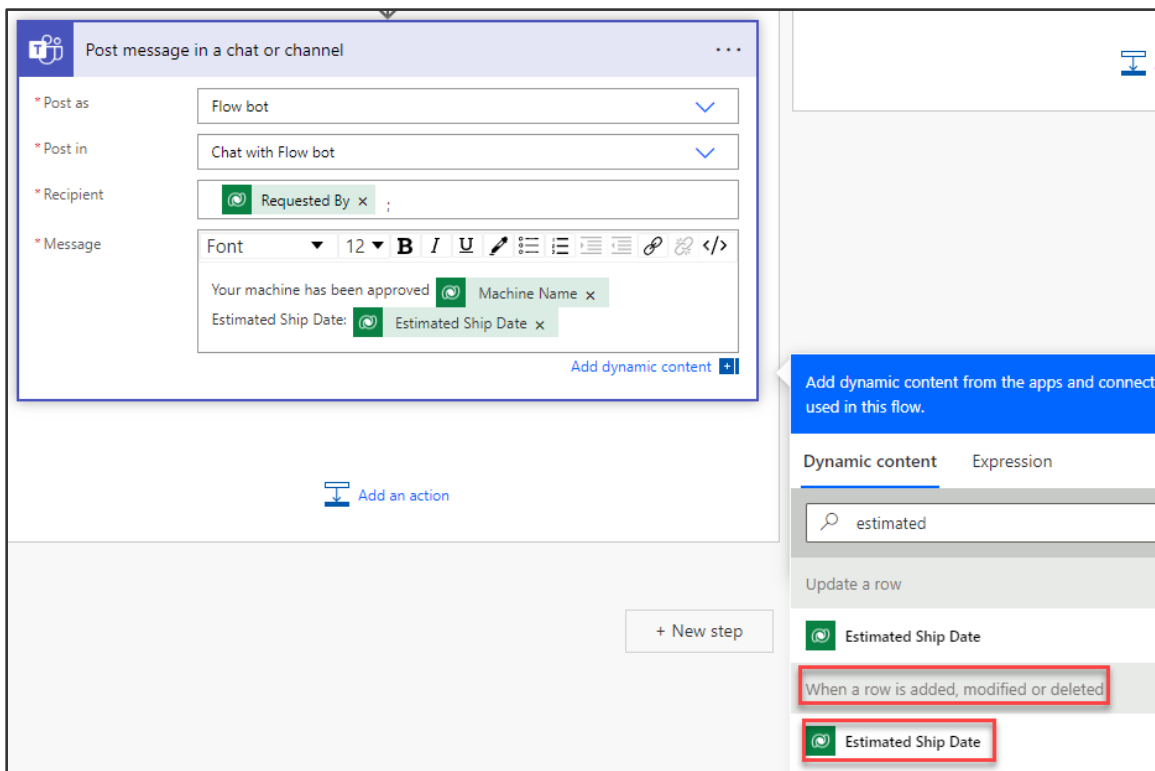 Post message in a chat or channel
* Post as
Flow bot
* Post in
Chat with Flow bot
* Recipient
Requested By × ;
* Message
Font 12 B I U </>
Your machine has been approved Machine Name ×
Estimated Ship Date: Estimated Ship Date ×
Add dynamic content +
Add an action
+ New step
Add dynamic content from the apps and connect
used in this flow.
Dynamic content Expression
estimated
Update a row
Estimated Ship Date
When a row is added, modified or deleted
Estimated Ship Date